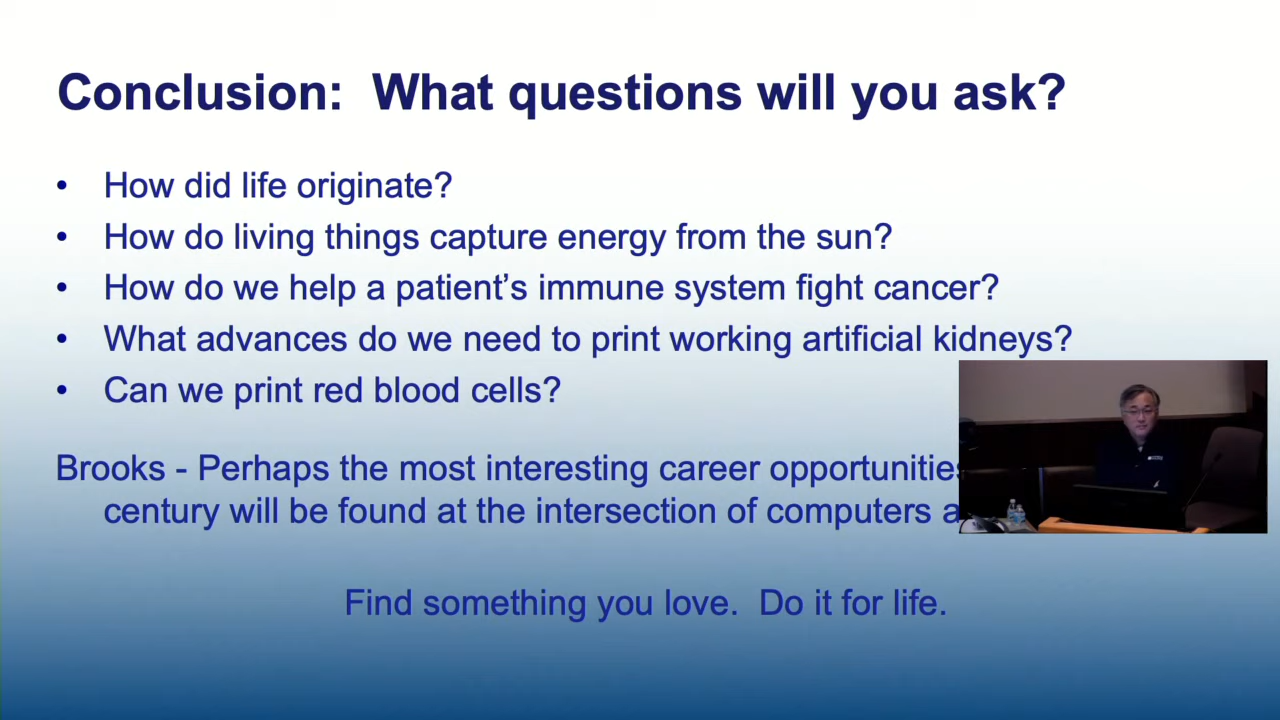 Conclusion:  What questions will you ask?
• How did life originate?
• How do living things capture energy from the sun?
• How do we help a patient’s immune system fight cancer?
• What advances do we need to print working artificial kidneys?
• Can we print red blood cells?
Brooks - Perhaps the most interesting career opportunities
century will be found at the intersection of computers
Find something you love.  Do it for life.